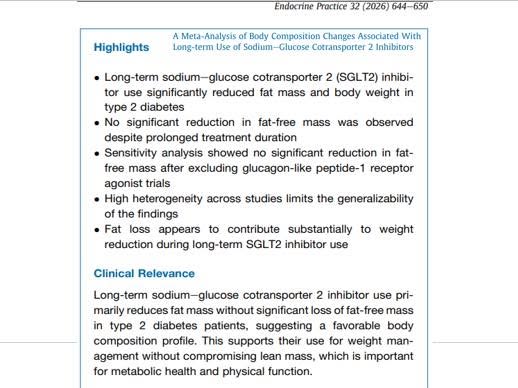 Endocrine Practice 32 (2026) 644–650
A Meta-Analysis of Body Composition Changes Associated With
Highlights Long-term Use of Sodium–Glucose Cotransporter 2 Inhibitors
• Long-term sodium–glucose cotransporter 2 (SGLT2) inhibi-
tor use significantly reduced fat mass and body weight in
type 2 diabetes
• No significant reduction in fat-free mass was observed
despite prolonged treatment duration
• Sensitivity analysis showed no significant reduction in fat-
free mass after excluding glucagon-like peptide-1 receptor
agonist trials
• High heterogeneity across studies limits the generalizability
of the findings
• Fat loss appears to contribute substantially to weight
reduction during long-term SGLT2 inhibitor use
Clinical Relevance
Long-term sodium–glucose cotransporter 2 inhibitor use pri-
marily reduces fat mass without significant loss of fat-free mass
in type 2 diabetes patients, suggesting a favorable body
composition profile. This supports their use for weight man-
agement without compromising lean mass, which is important
for metabolic health and physical function.